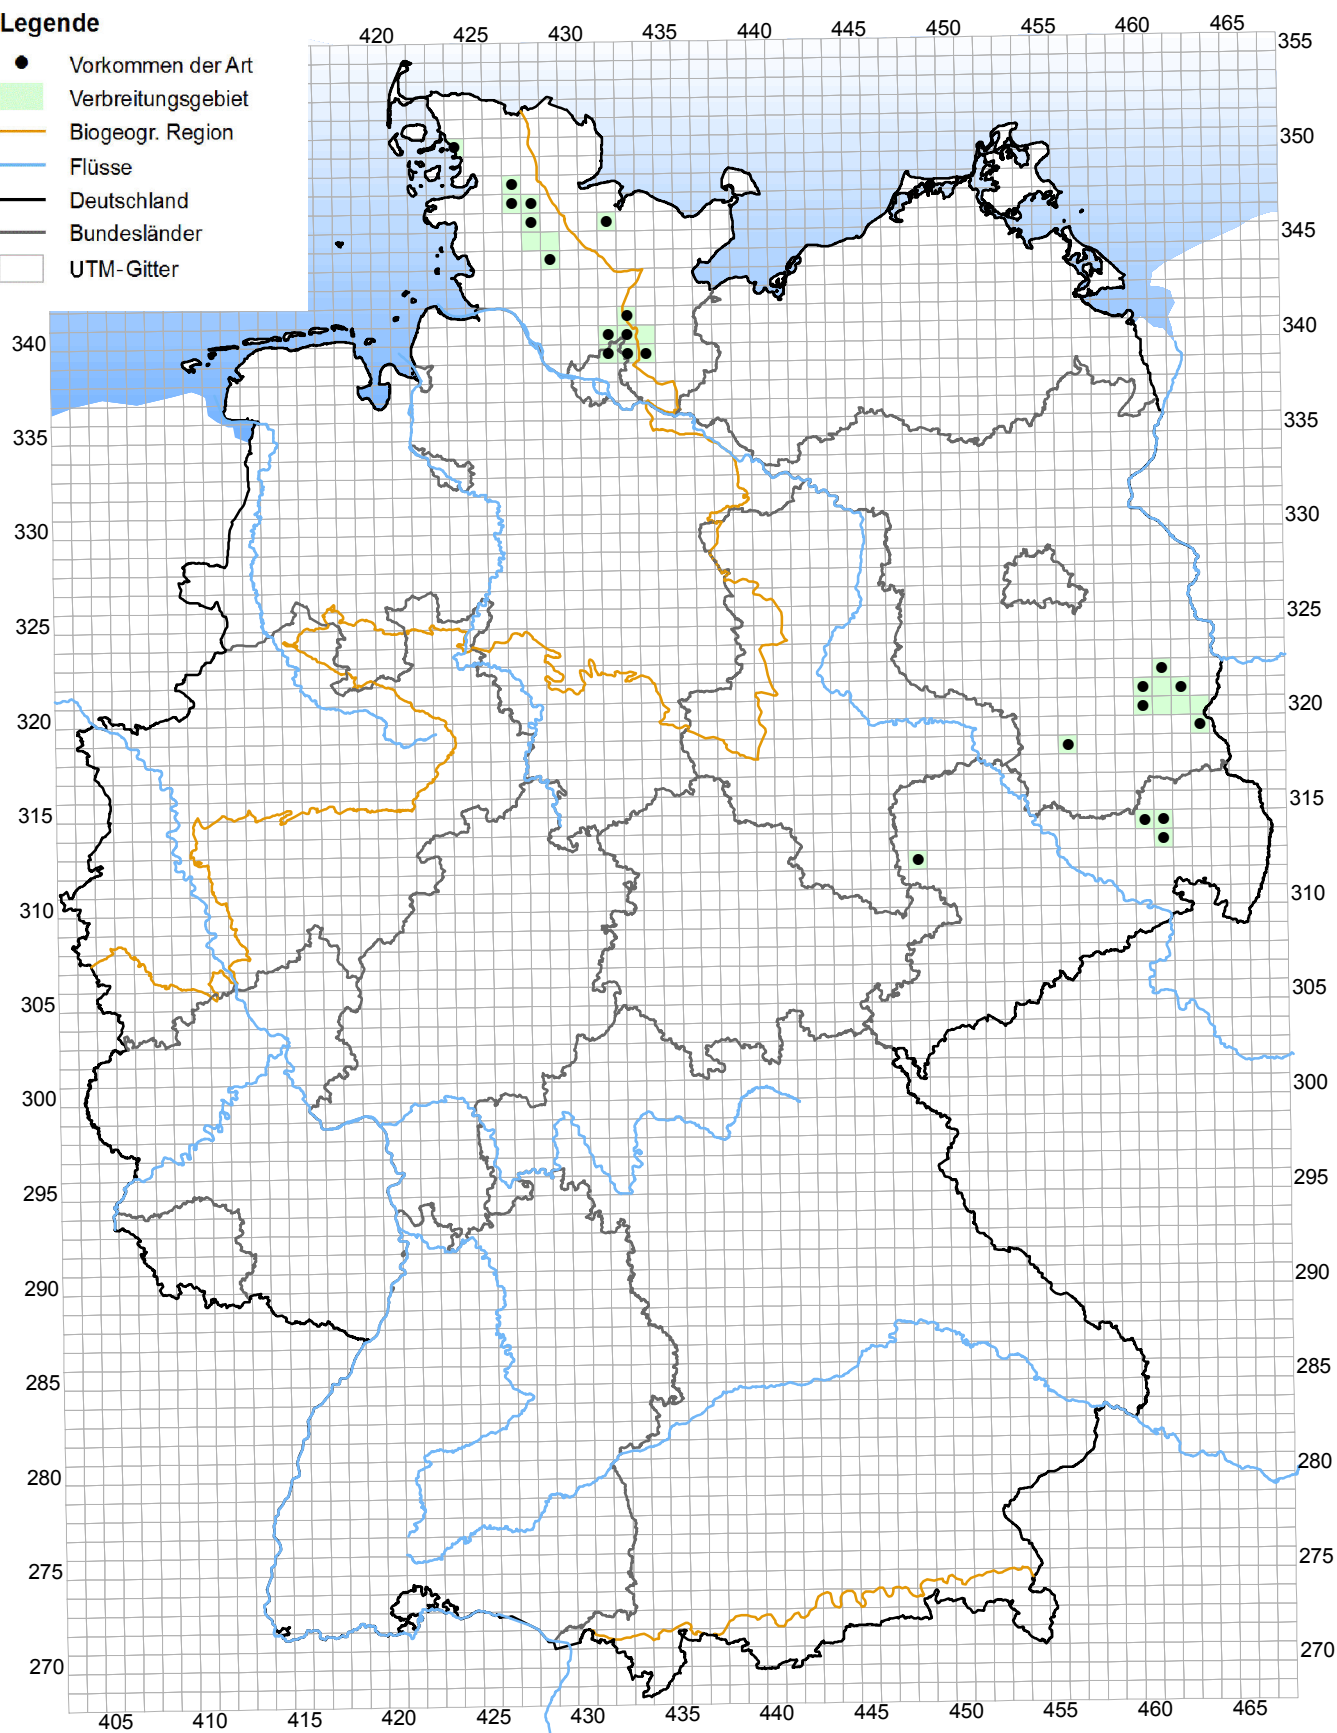 Legende
Vorkommen der Art
Verbreitungsgebiet
Biogeogr. Region
Flüsse
Deutschland
Bundesländer
UTM-Gitter
420 425 430 435 440 445 450 455 460 465
355
350
345
340 340
335 335
330 330
325 325
320 320
315 315
310 310
305 305
300 300
295 295
290 290
285 285
280 280
275 275
270 270
405 410 415 420 425 430 435 440 445 450 455 460 465